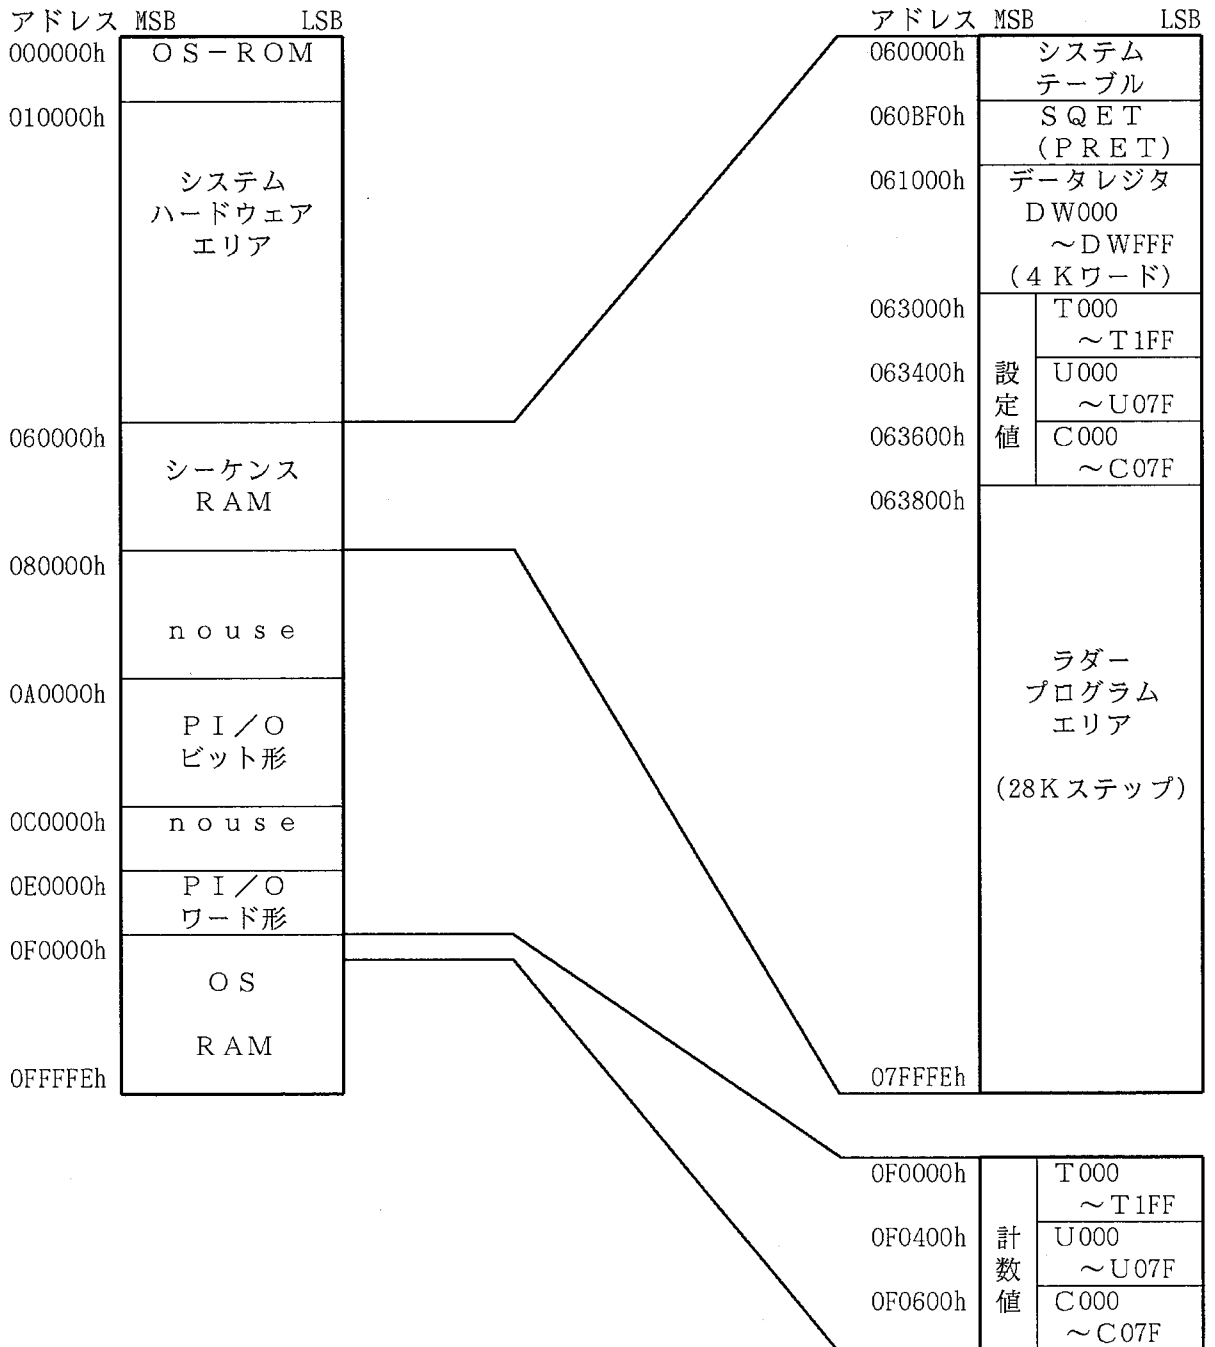 アドレス MSB LSB
000000h OS-ROM
010000h
システム
ハードウェア
エリア
060000h
シーケンス
RAM
080000h
nouse
0A0000h
PI/O
ビット形
0C0000h nouse
0E0000h PI/O
ワード形
0F0000h
OS
RAM
0FFFFEh
アドレス MSB LSB
060000h システム
テーブル
060BF0h SQET
(PRET)
061000h データレジタ
DW000
~DWFFF
(4Kワード)
設定値
063000h T000
~T1FF
063400h U000
~U07F
063600h C000
~C07F
063800h
ラダー
プログラム
エリア
(28Kステップ)
07FFFEh
計数値
0F0000h T000
~T1FF
0F0400h U000
~U07F
0F0600h C000
~C07F